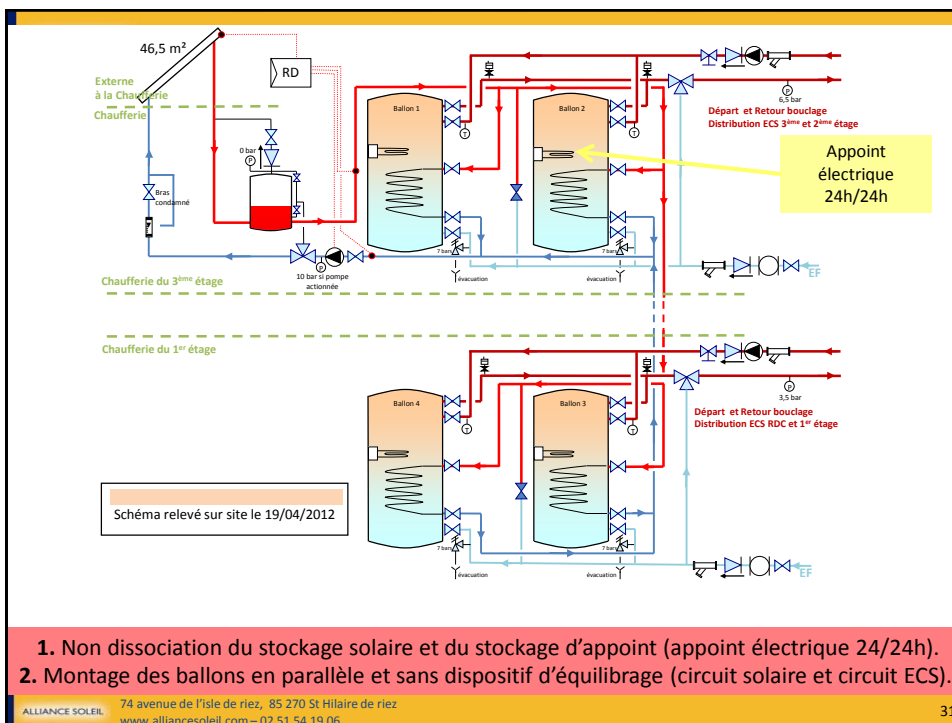 46,5 m²
RD
Externe
à la Chaufferie
Chaufferie
Ballon 1
Ballon 2
P
6,5 bar
Départ et Retour bouclage
Distribution ECS 3ème et 2ème étage
T
T
0 bar
P
Appoint
électrique
24h/24h
Bras
condamné
7 bars
7 bars
P
10 bar si pompe
actionnée
évacuation
évacuation
EF
Chaufferie du 3ème étage
Chaufferie du 1er étage
P
3,5 bar
Ballon 4
Ballon 3
Départ et Retour bouclage
Distribution ECS RDC et 1er étage
T
T
Schéma relevé sur site le 19/04/2012
7 bars
7 bars
évacuation
évacuation
EF
1. Non dissociation du stockage solaire et du stockage d'appoint (appoint électrique 24/24h).
2. Montage des ballons en parallèle et sans dispositif d'équilibrage (circuit solaire et circuit ECS).
ALLIANCE SOLEIL
74 avenue de l'isle de riez, 85 270 St Hilaire de riez
www.alliancesoleil.com – 02 51 54 19 06
31